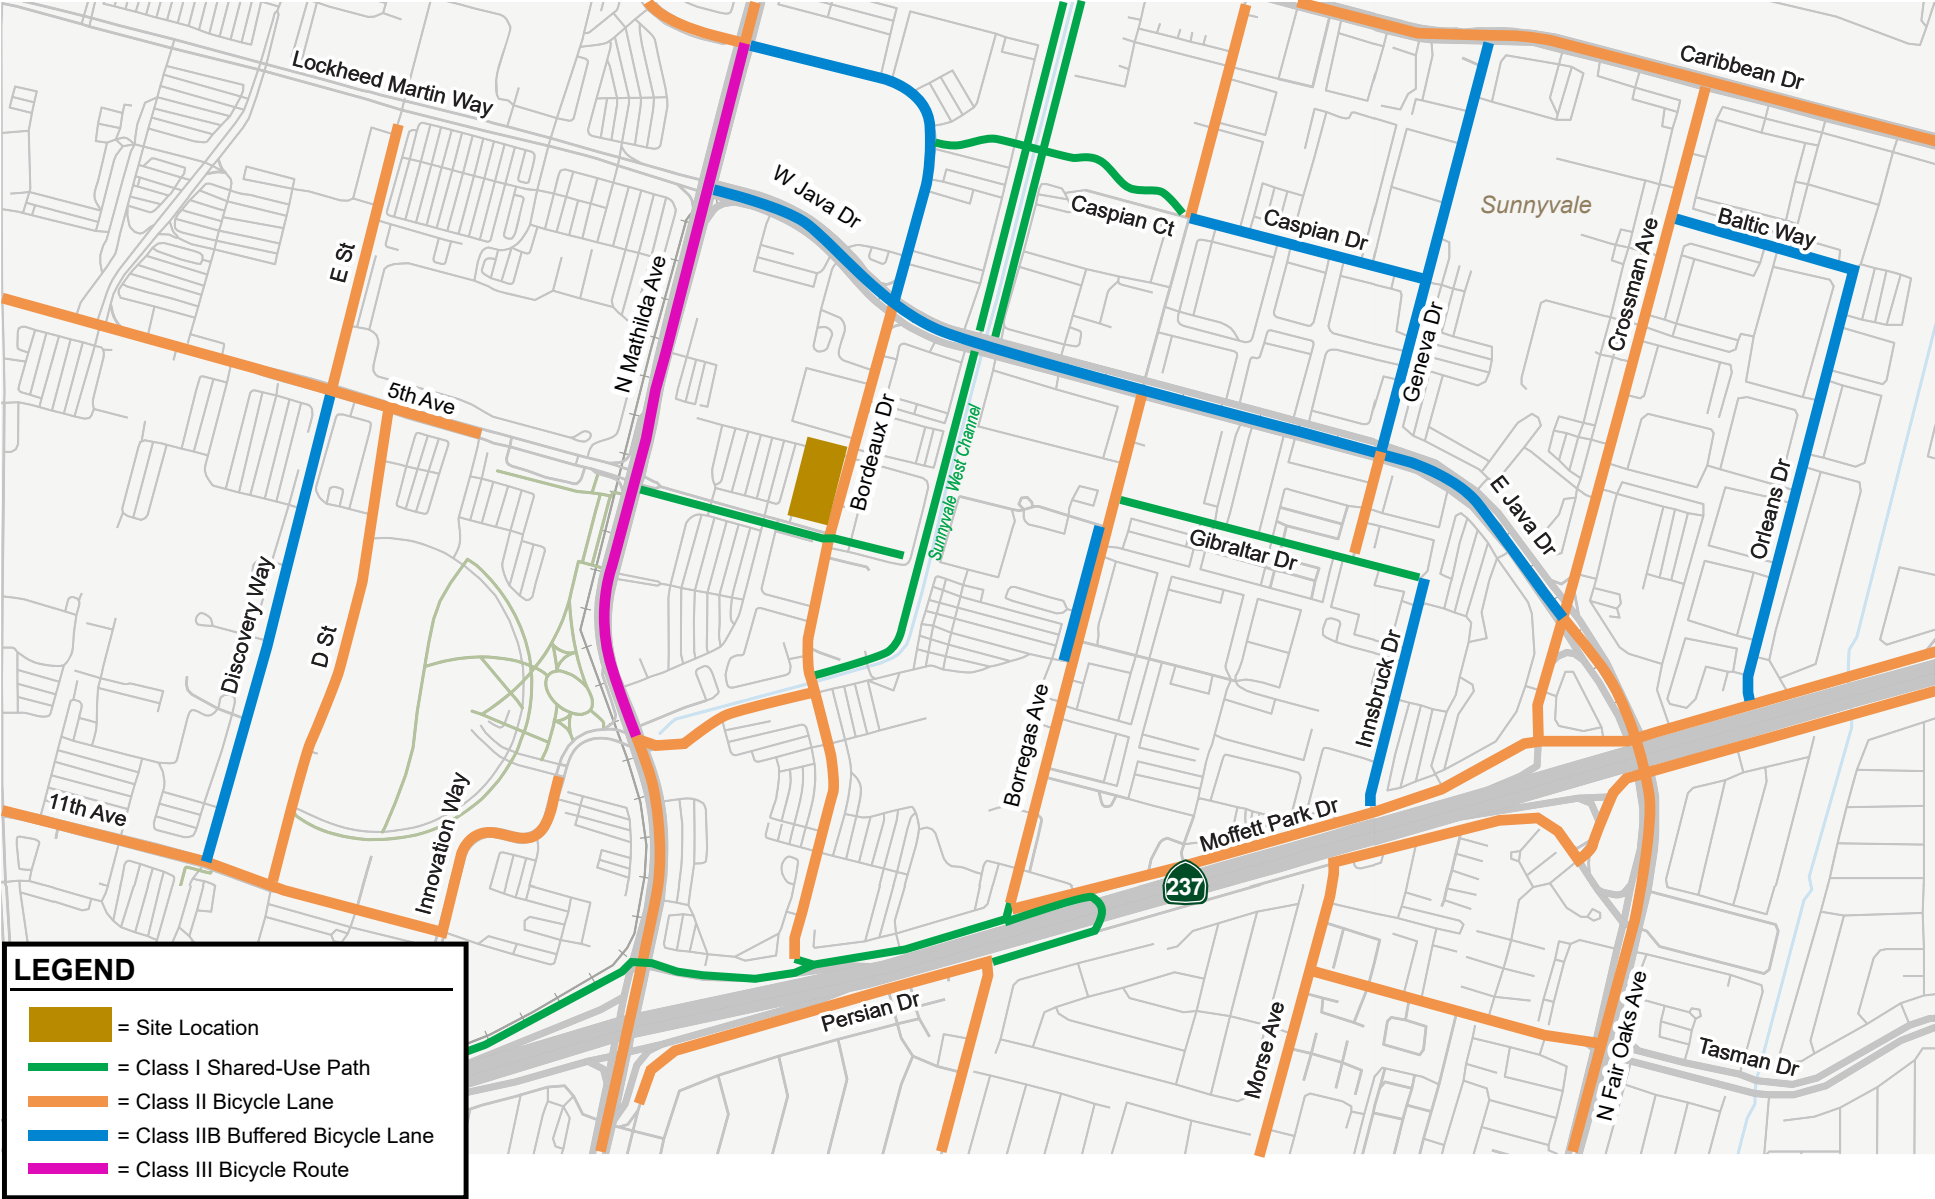 Lockheed Martin Way
Caribbean Dr
W Java Dr
Sunnyvale
Caspian Ct
Caspian Dr
Baltic Way
E St
N Mathilda Ave
Crossman Ave
Geneva Dr
5th Ave
Bordeaux Dr
Sunnyvale West Channel
E Java Dr
Orleans Dr
Gibraltar Dr
Discovery Way
D St
Innsbruck Dr
Borregas Ave
11th Ave
Innovation Way
Moffett Park Dr
237
Persian Dr
Morse Ave
N Fair Oaks Ave
Tasman Dr
LEGEND
= Site Location
= Class I Shared-Use Path
= Class II Bicycle Lane
= Class IIB Buffered Bicycle Lane
= Class III Bicycle Route